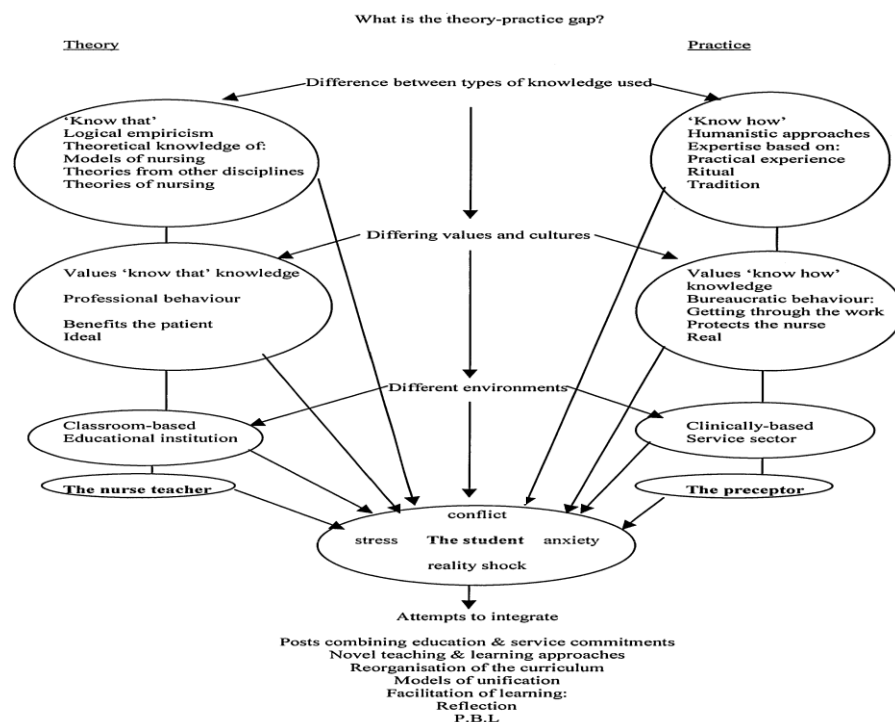 What is the theory-practice gap?
Theory
Practice
Difference between types of knowledge used
'Know that'
Logical empiricism
Theoretical knowledge of:
Models of nursing
Theories from other disciplines
Theories of nursing
'Know how'
Humanistic approaches
Expertise based on:
Practical experience
Ritual
Tradition
Differing values and cultures
Values 'know that' knowledge
Professional behaviour
Benefits the patient
Ideal
Values 'know how'
knowledge
Bureaucratic behaviour:
Getting through the work
Protects the nurse
Real
Different environments
Classroom-based
Educational institution
Clinically-based
Service sector
The nurse teacher
The preceptor
conflict
stress The student anxiety
reality shock
Attempts to integrate
Posts combining education & service commitments
Novel teaching & learning approaches
Reorganisation of the curriculum
Models of unification
Facilitation of learning:
Reflection
P.B.L